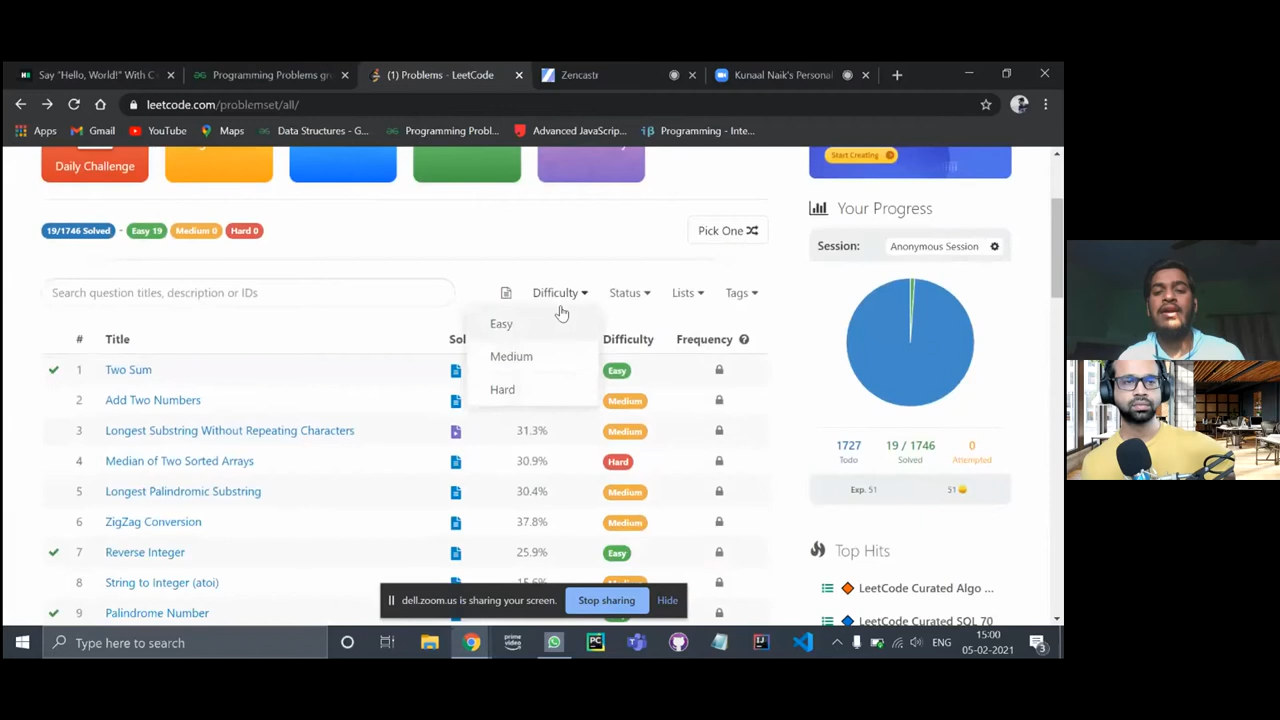 Say "Hello, World!" With C
Programming Problems an
(1) Problems - LeetCode
Zencastr
Kunaal Naik's Personal
leetcode.com/problemset/all/
Apps
Gmail
YouTube
Maps
Data Structures - G...
Programming Probl...
Advanced JavaScrip...
Programming - Inte...
Daily Challenge
Start Creating
19/1746 Solved - Easy 19 Medium 0 Hard 0
Pick One
Your Progress
Session: Anonymous Session
Search question titles, description or IDs
Difficulty Status Lists Tags
Easy
Medium
Hard
# Title Sol Difficulty Frequency
1 Two Sum Easy
2 Add Two Numbers Medium
3 Longest Substring Without Repeating Characters 31.3% Medium
4 Median of Two Sorted Arrays 30.9% Hard
5 Longest Palindromic Substring 30.4% Medium
6 ZigZag Conversion 37.8% Medium
7 Reverse Integer 25.9% Easy
8 String to Integer (atoi)
9 Palindrome Number
1727 19 / 1746 0
Todo Solved Attempted
Exp. 51 51
Top Hits
LeetCode Curated Algo ...
LeetCode Curated SQL 70
dell.zoom.us is sharing your screen. Stop sharing Hide
Type here to search
prime video
PC
ENG
15:00
05-02-2021
3